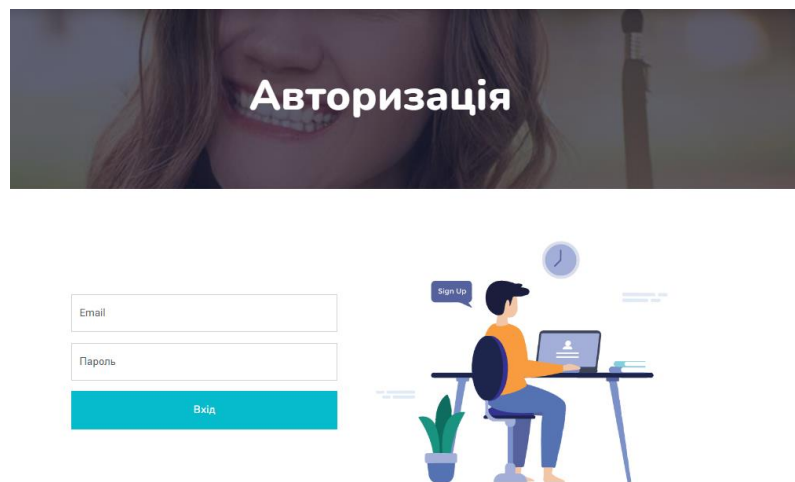 Авторизація
Email
Sign Up
Пароль
Вхід